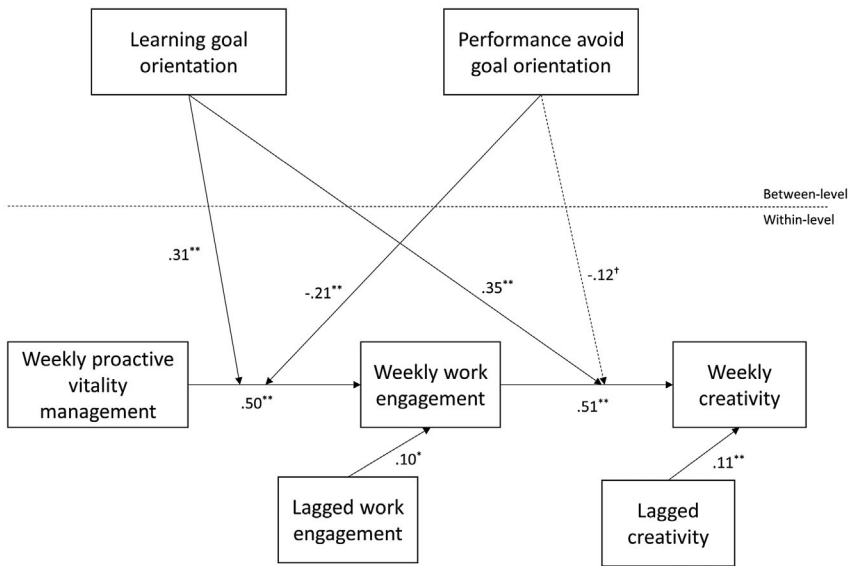 Learning goal
orientation
Performance avoid
goal orientation
Between-level
Within-level
.31**
-.21**
.35**
-.12†
Weekly proactive
vitality
management
Weekly work
engagement
Weekly
creativity
.50**
.51**
.10*
.11**
Lagged work
engagement
Lagged
creativity